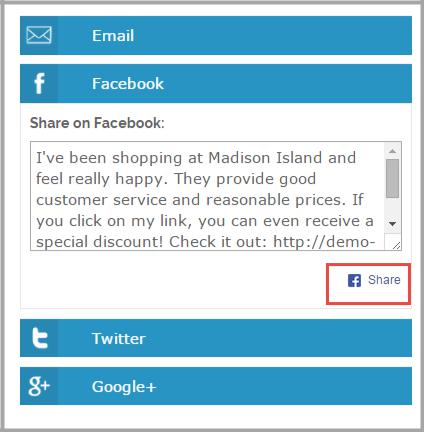 Email
f Facebook
Share on Facebook:
I've been shopping at Madison Island and
feel really happy. They provide good
customer service and reasonable prices. If
you click on my link, you can even receive a
special discount! Check it out: http://demo-
f Share
t Twitter
g+ Google+